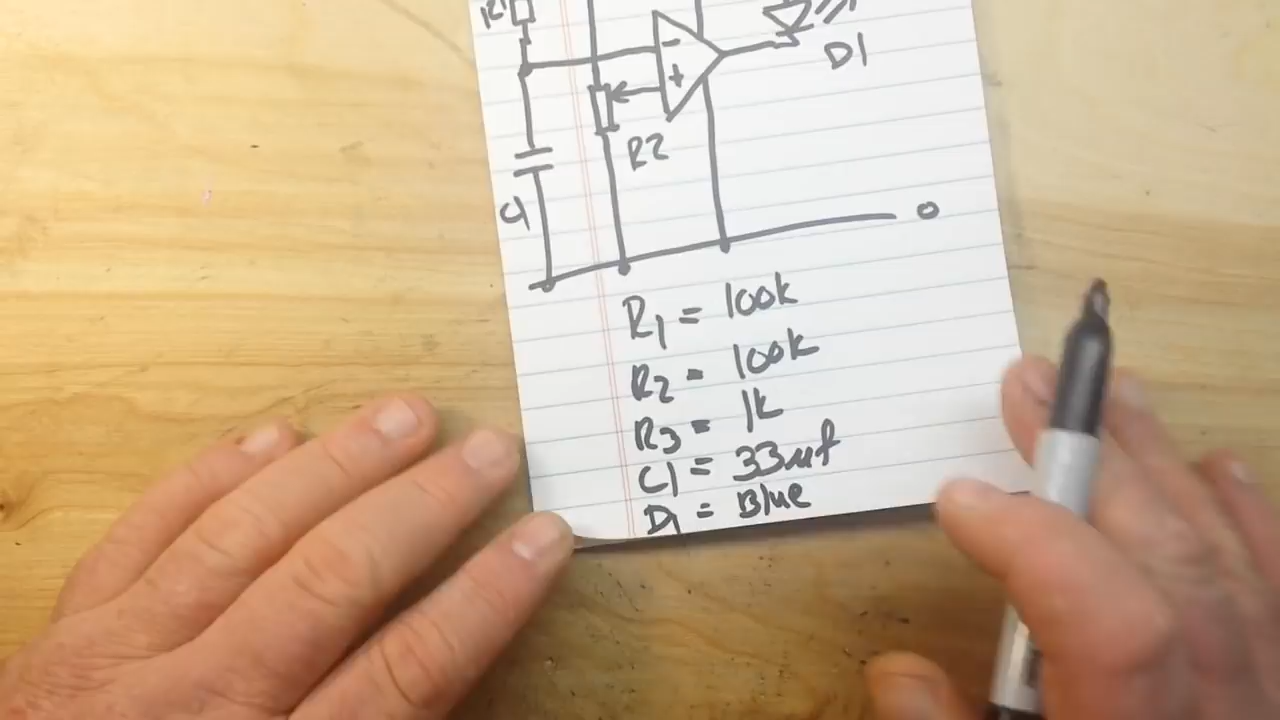 R1
D1
R2
C1
R1 = 100k
R2 = 100k
R3 = 1k
C1 = 33uf
D1 = Blue